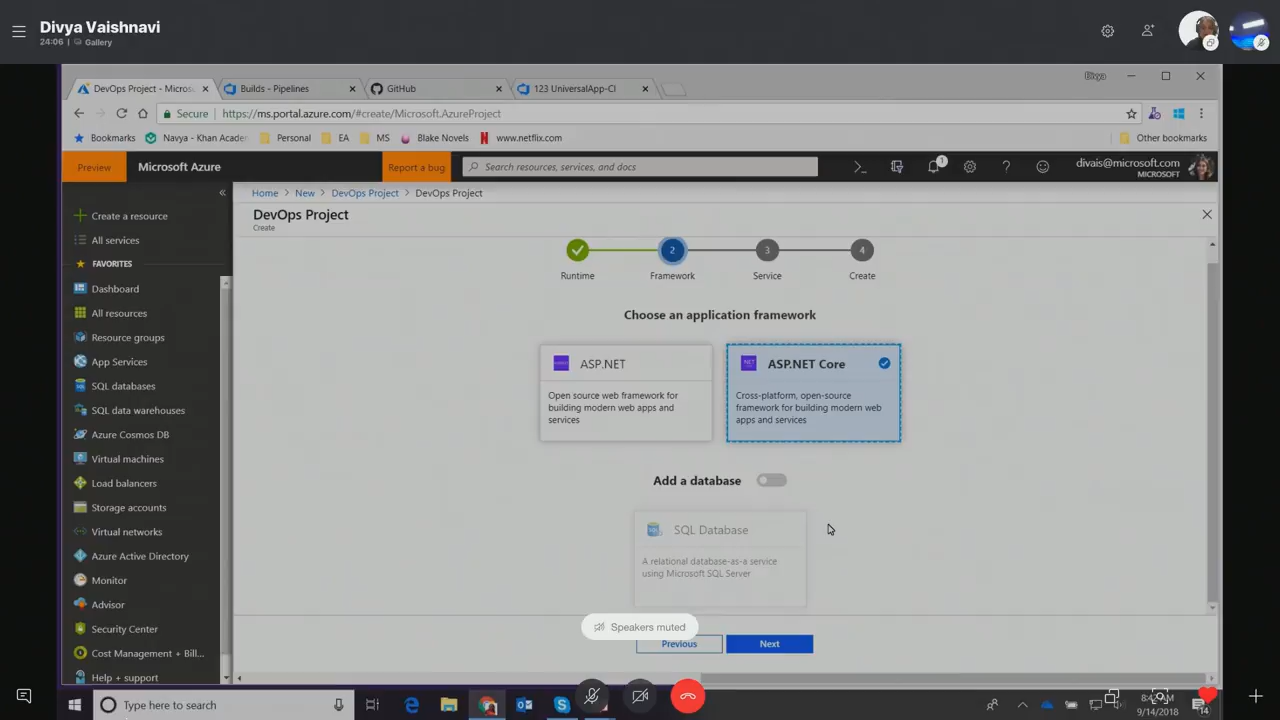 Divya Vaishnavi
24:06 | Gallery
DevOps Project - Micros
Builds - Pipelines
GitHub
123 UniversalApp-CI
Divya
Secure
https://ms.portal.azure.com/#create/Microsoft.AzureProject
Bookmarks
Navya - Khan Acade
Personal
EA
MS
Blake Novels
www.netflix.com
Other bookmarks
Preview
Microsoft Azure
Report a bug
Search resources, services, and docs
1
divais@microsoft.com
MICROSOFT
Create a resource
All services
FAVORITES
Dashboard
All resources
Resource groups
App Services
SQL databases
SQL data warehouses
Azure Cosmos DB
Virtual machines
Load balancers
Storage accounts
Virtual networks
Azure Active Directory
Monitor
Advisor
Security Center
Cost Management + Bill...
Help + support
Home > New > DevOps Project > DevOps Project
DevOps Project
Create
2
3
4
Runtime
Framework
Service
Create
Choose an application framework
ASP.NET
Open source web framework for
building modern web apps and
services
ASP.NET Core
Cross-platform, open-source
framework for building modern web
apps and services
Add a database
SQL Database
A relational database-as-a service
using Microsoft SQL Server
Speakers muted
Previous
Next
Type here to search
9/14/2018
14